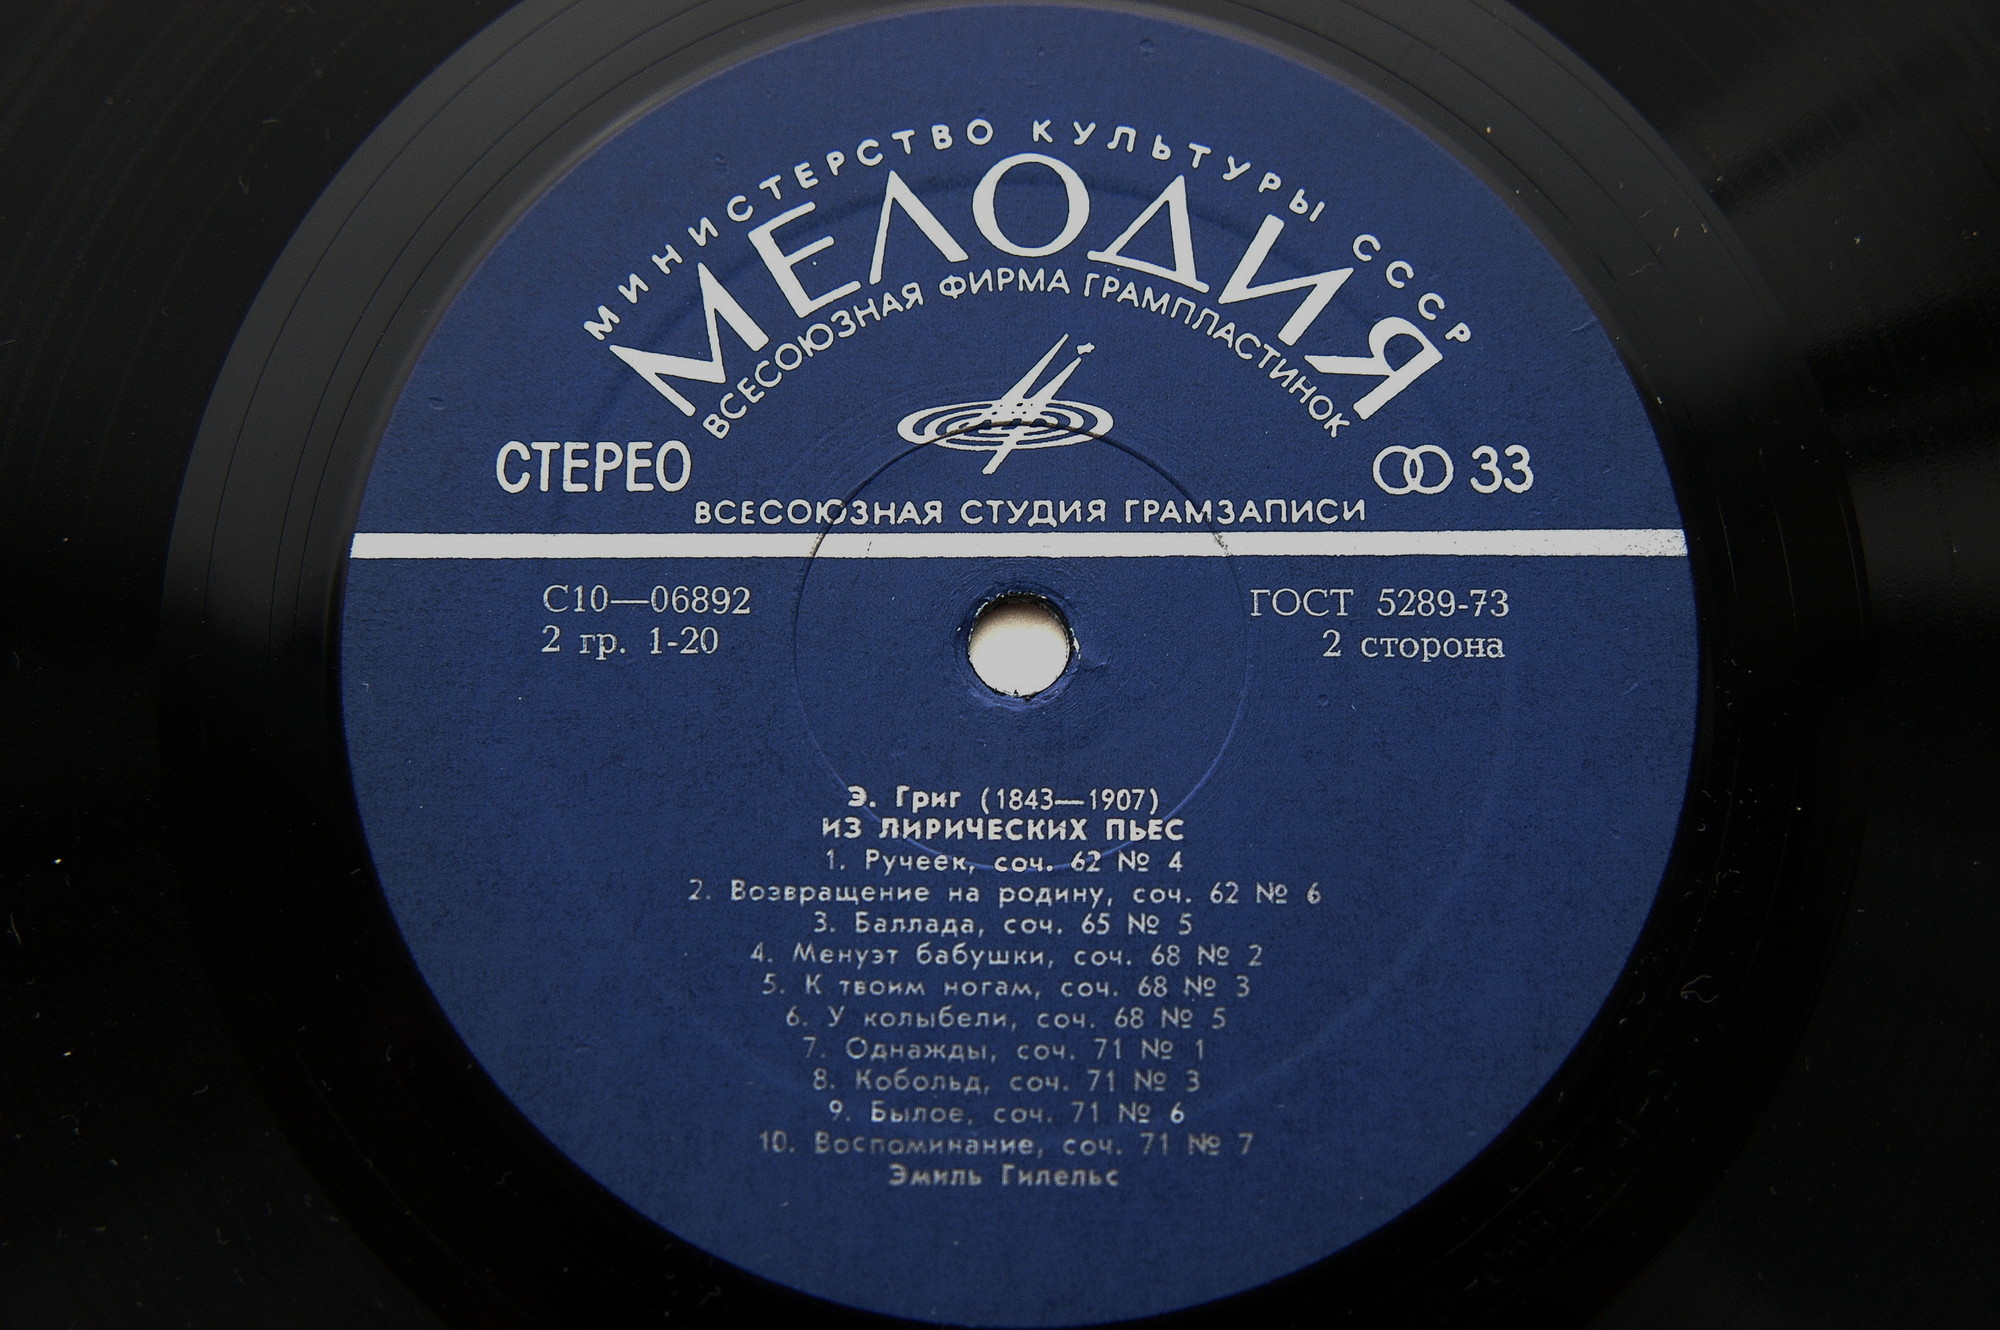 МИНИСТЕРСТВО КУЛЬТУРЫ СССР
МЕЛОДИЯ
ВСЕСОЮЗНАЯ ФИРМА ГРАМПЛАСТИНОК
СТЕРЕО 33
ВСЕСОЮЗНАЯ СТУДИЯ ГРАМЗАПИСИ
С10—06892 ГОСТ 5289-73
2 гр. 1-20 2 сторона
Э. Григ (1843—1907)
ИЗ ЛИРИЧЕСКИХ ПЬЕС
1. Ручеек, соч. 62 № 4
2. Возвращение на родину, соч. 62 № 6
3. Баллада, соч. 65 № 5
4. Менуэт бабушки, соч. 68 № 2
5. К твоим ногам, соч. 68 № 3
6. У колыбели, соч. 68 № 5
7. Однажды, соч. 71 № 1
8. Кобольд, соч. 71 № 3
9. Былое, соч. 71 № 6
10. Воспоминание, соч. 71 № 7
Эмиль Гилельс